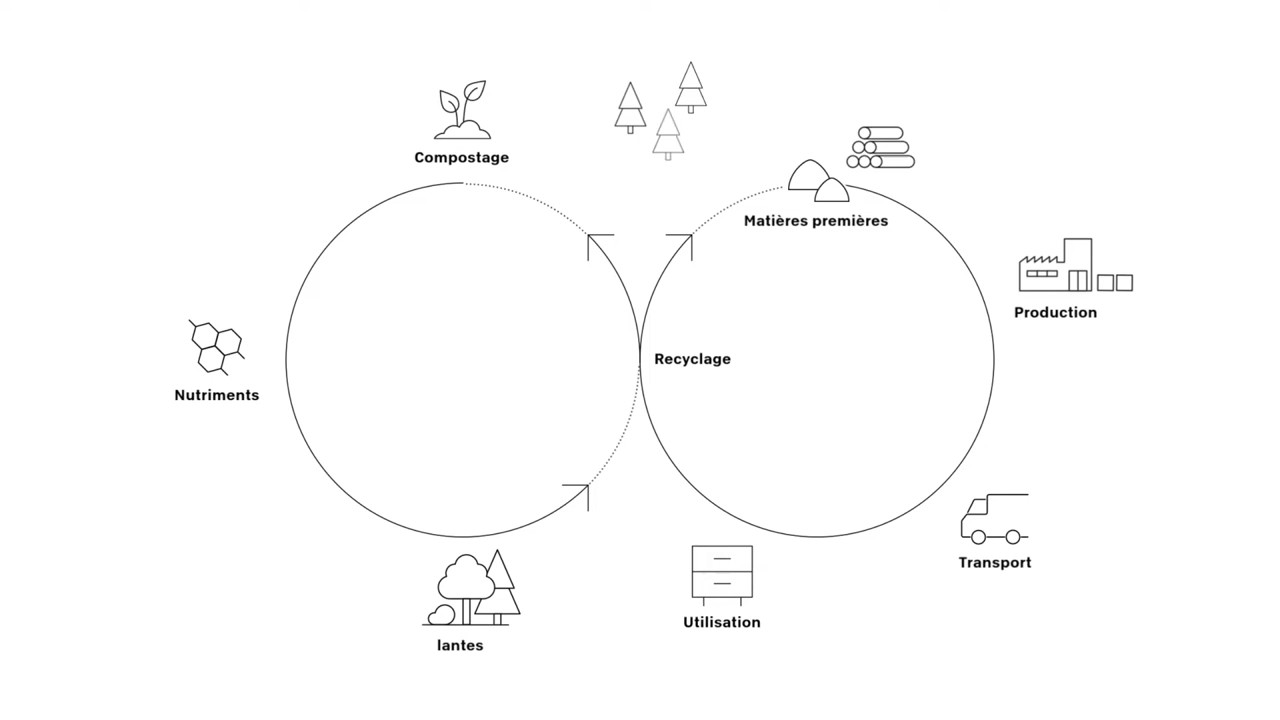 Compostage
Matières premières
Production
Recyclage
Nutriments
Transport
Utilisation
lantes